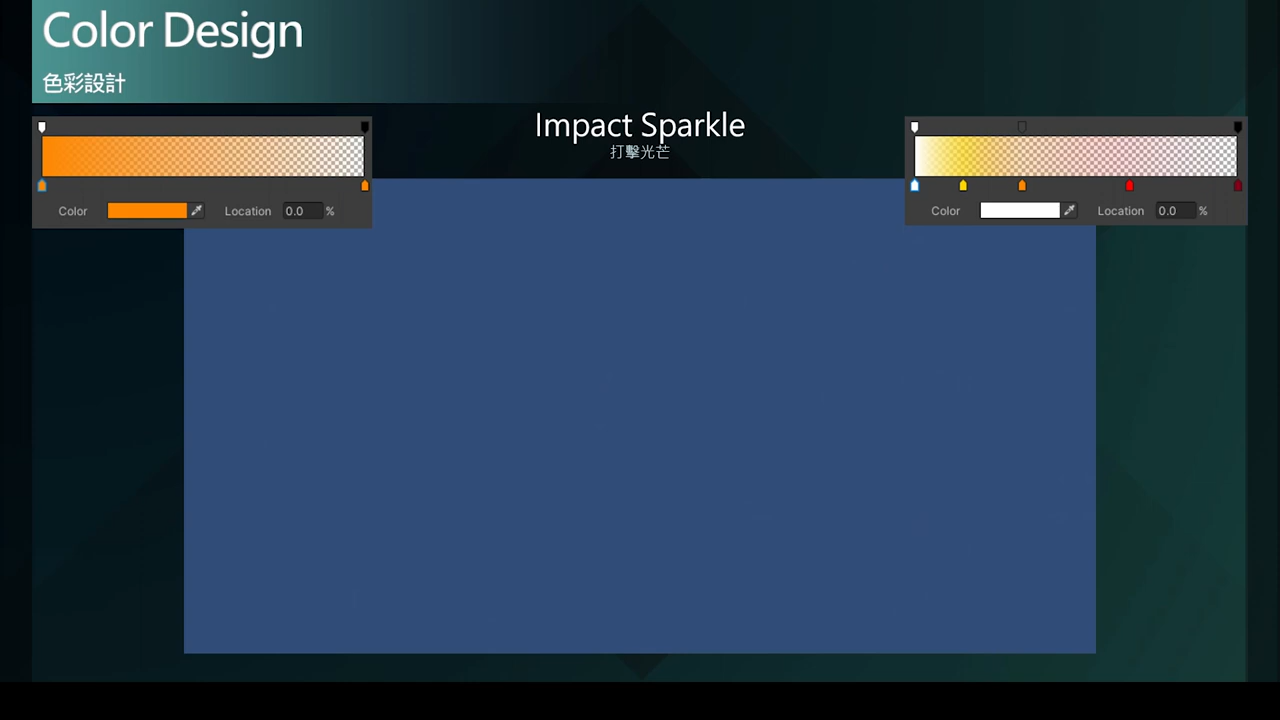 Color Design
色彩設計
Impact Sparkle
打擊光芒
Color Location 0.0 %
Color Location 0.0 %